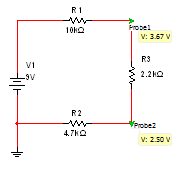 R1
10kΩ
Probe1
V: 3.67 V
V1
9V
R3
2.2kΩ
R2
4.7kΩ
Probe2
V: 2.50 V